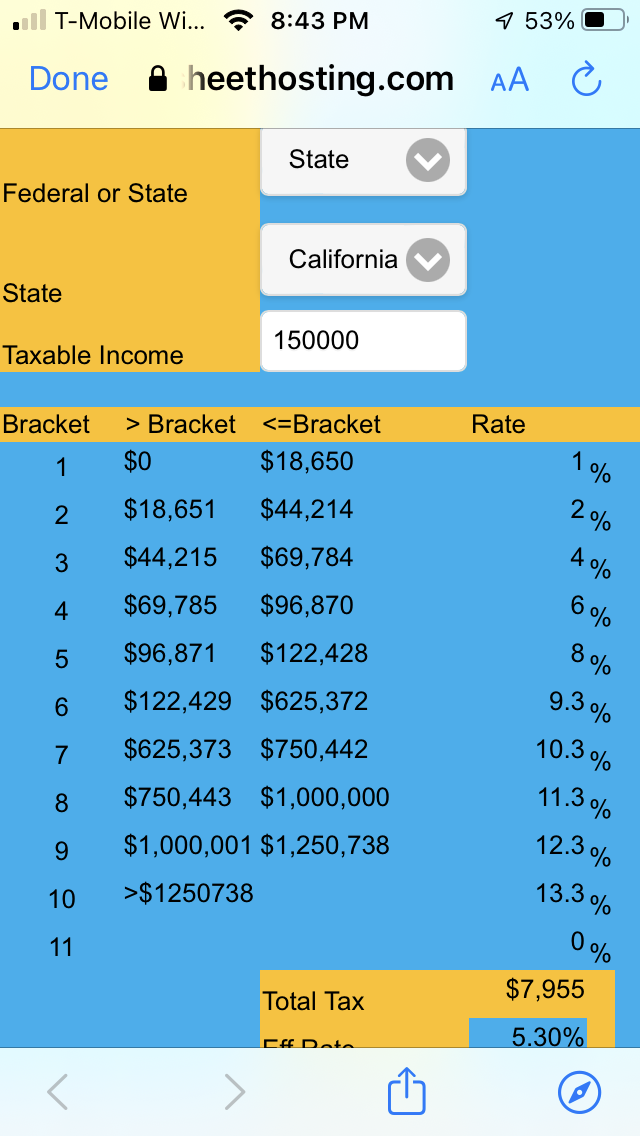 T-Mobile Wi... 8:43 PM 53%
Done heethosting.com AA
Federal or State State
State California
Taxable Income 150000
Bracket > Bracket <=Bracket Rate
1 $0 $18,650 1 %
2 $18,651 $44,214 2 %
3 $44,215 $69,784 4 %
4 $69,785 $96,870 6 %
5 $96,871 $122,428 8 %
6 $122,429 $625,372 9.3 %
7 $625,373 $750,442 10.3 %
8 $750,443 $1,000,000 11.3 %
9 $1,000,001 $1,250,738 12.3 %
10 >$1250738 13.3 %
11 0 %
Total Tax $7,955
Eff Rate 5.30%